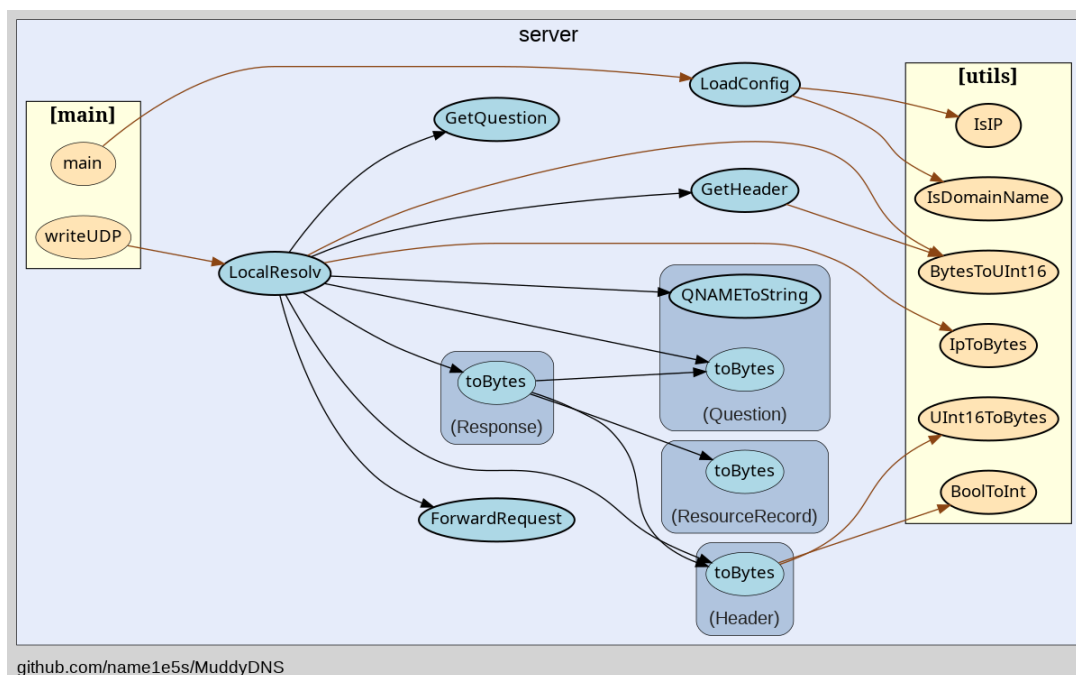 server
[main]
main
writeUDP
LocalResolv
GetQuestion
toBytes
(Response)
ForwardRequest
LoadConfig
GetHeader
QNAMEToString
toBytes
(Question)
toBytes
(ResourceRecord)
toBytes
(Header)
[utils]
IsIP
IsDomainName
BytesToUInt16
IpToBytes
UInt16ToBytes
BoolToInt
github.com/name1e5s/MuddyDNS